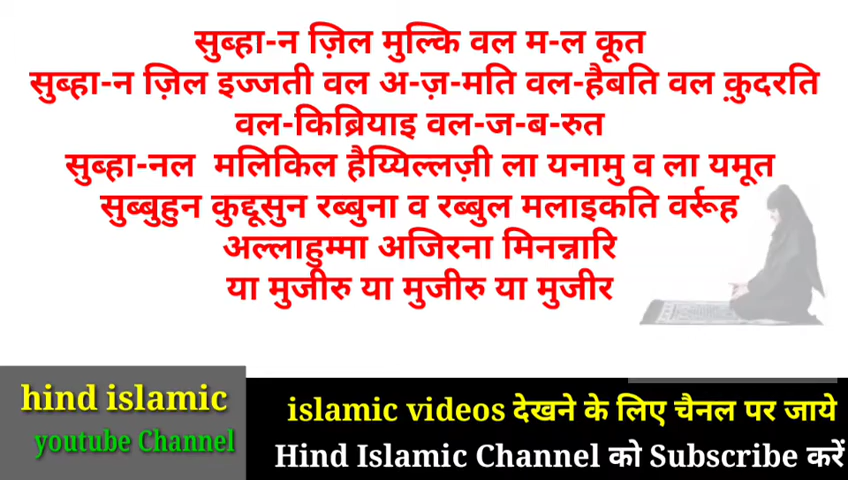 सुब्हा-न ज़िल मुल्कि वल म-ल कूत
सुब्हा-न ज़िल इज्जती वल अ-ज़-मति वल-हैबति वल क़ुदरति
वल-किब्रियाइ वल-ज-ब-रुत
सुब्हा-नल मलिकिल हैय्यिल्लज़ी ला यनामु व ला यमूत
सुब्बुहुन कुद्दूसुन रब्बुना व रब्बुल मलाइकति वर्रूह
अल्लाहुम्मा अजिरना मिनन्नारि
या मुजीरु या मुजीरु या मुजीर
hind islamic
youtube Channel
islamic videos देखने के लिए चैनल पर जाये
Hind Islamic Channel को Subscribe करें